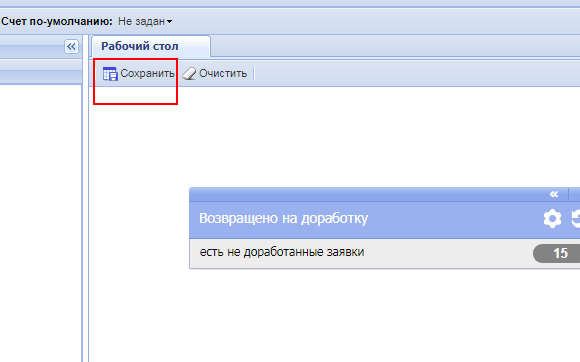 Счет по-умолчанию: Не задан
Рабочий стол
Сохранить Очистить
Возвращено на доработку
есть не доработанные заявки 15